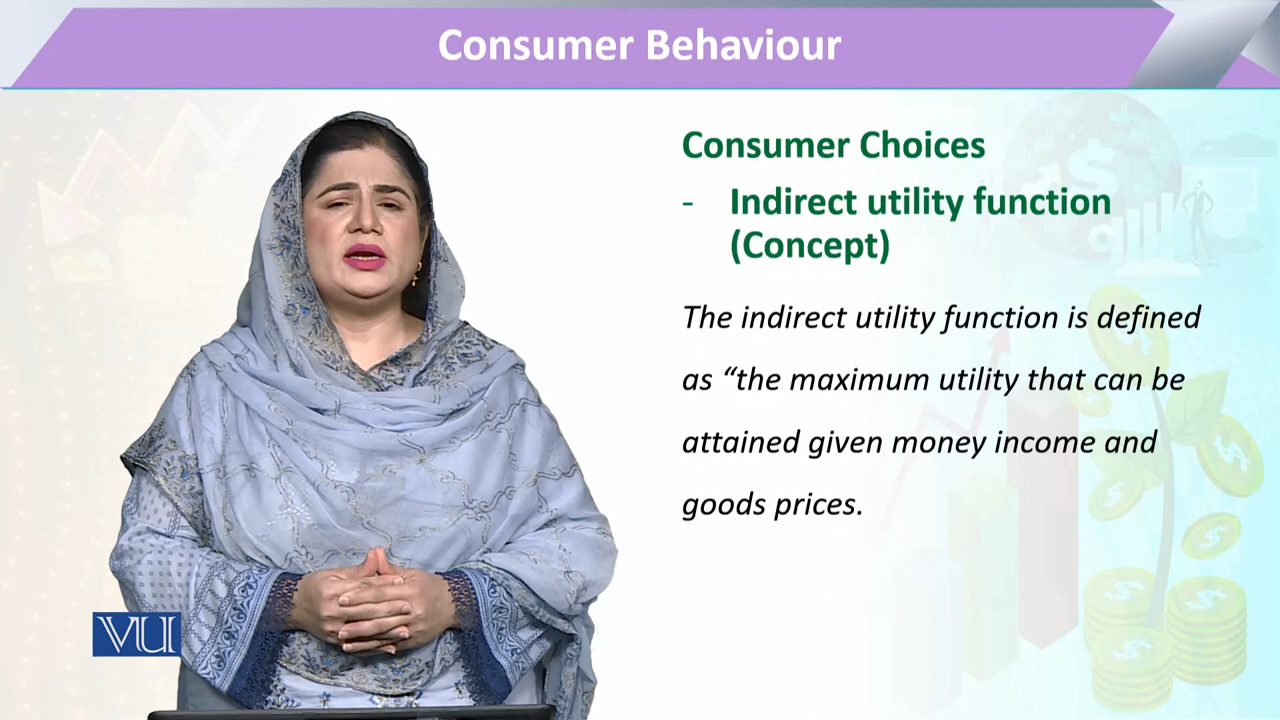 Consumer Behaviour
Consumer Choices
- Indirect utility function
(Concept)
The indirect utility function is defined
as “the maximum utility that can be
attained given money income and
goods prices.
VU